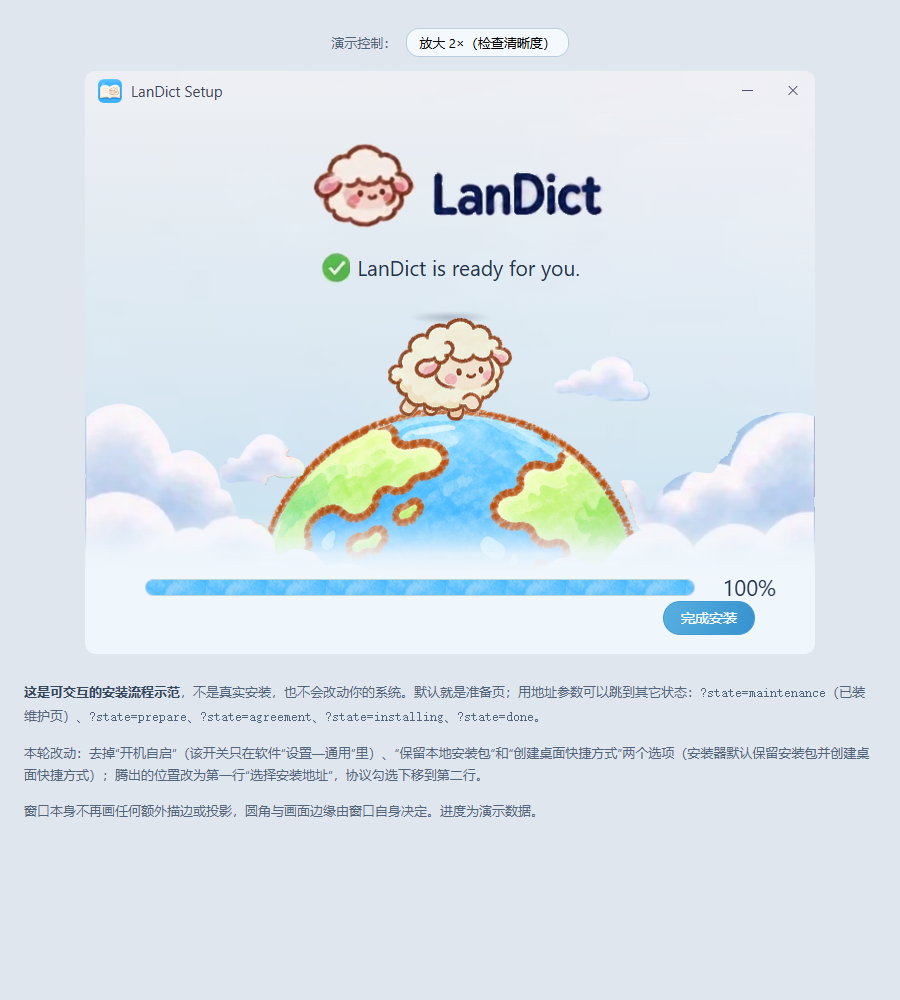 演示控制： 放大 2×（检查清晰度）
LanDict Setup
LanDict
LanDict is ready for you.
100%
完成安装
这是可交互的安装流程示范，不是真实安装，也不会改动你的系统。默认就是准备页；用地址参数可以跳到其它状态：?state=maintenance（已装
维护页）、?state=prepare、?state=agreement、?state=installing、?state=done。
本轮改动：去掉“开机自启”（该开关只在软件“设置—通用”里）、“保留本地安装包”和“创建桌面快捷方式”两个选项（安装器默认保留安装包并创建桌
面快捷方式）；腾出的位置改为第一行“选择安装地址”，协议勾选下移到第二行。
窗口本身不再画任何额外描边或投影，圆角与画面边缘由窗口自身决定。进度为演示数据。